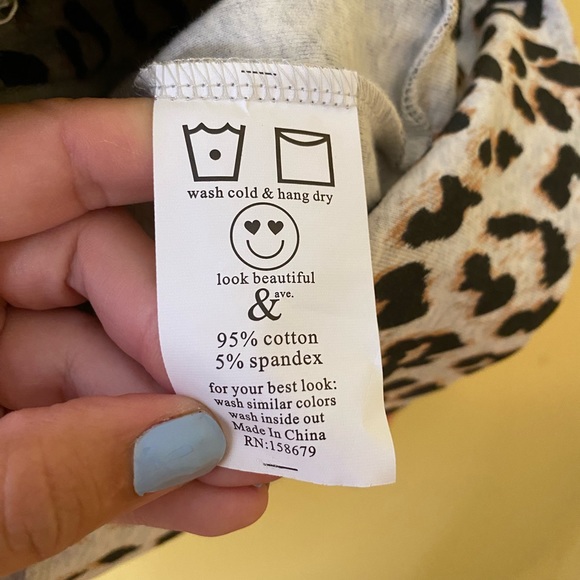 wash cold & hang dry
look beautiful
& ave.
95% cotton
5% spandex
for your best look:
wash similar colors
wash inside out
Made In China
RN:158679